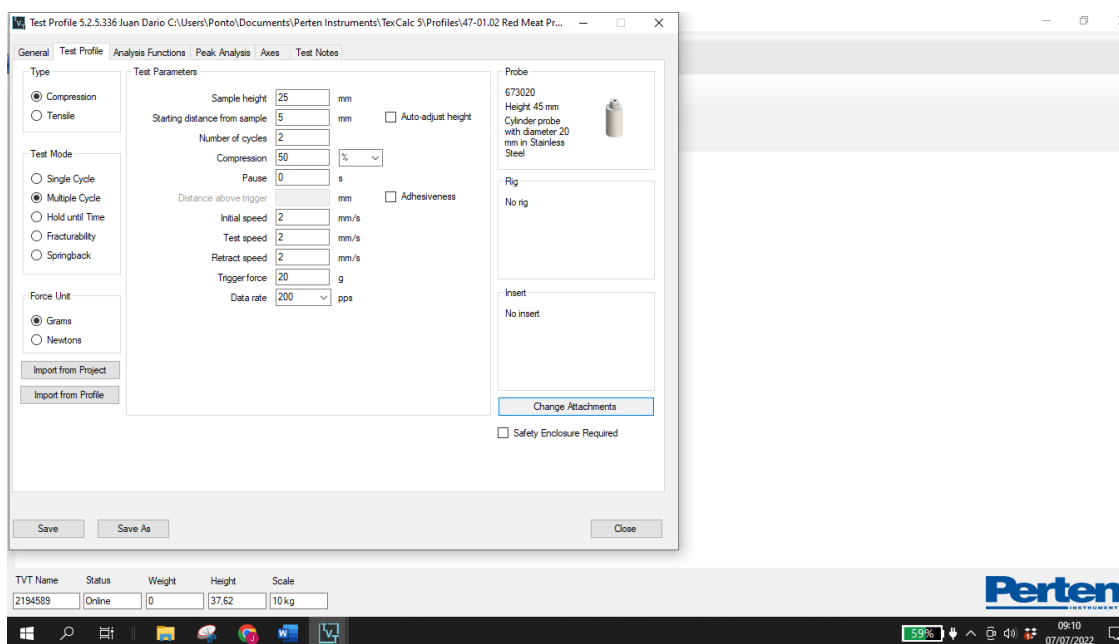 Test Profile 5.2.5.336 Juan Dario C:\Users\Ponto\Documents\Perten Instruments\TexCalc 5\Profiles\47-01.02 Red Meat Pr...
General Test Profile Analysis Functions Peak Analysis Axes Test Notes
Type
Compression
Tensile
Test Mode
Single Cycle
Multiple Cycle
Hold until Time
Fracturability
Springback
Force Unit
Grams
Newtons
Import from Project
Import from Profile
Test Parameters
Sample height 25 mm
Starting distance from sample 5 mm Auto-adjust height
Number of cycles 2
Compression 50 %
Pause 0 s
Distance above trigger mm Adhesiveness
Initial speed 2 mm/s
Test speed 2 mm/s
Retract speed 2 mm/s
Trigger force 20 g
Data rate 200 pps
Probe
673020
Height 45 mm
Cylinder probe
with diameter 20
mm in Stainless
Steel
Rig
No rig
Insert
No insert
Change Attachments
Safety Enclosure Required
Save Save As Close
TVT Name Status Weight Height Scale
2194589 Online 0 37,62 10 kg
Perten
INSTRUMENT
59% 09:10
07/07/2022